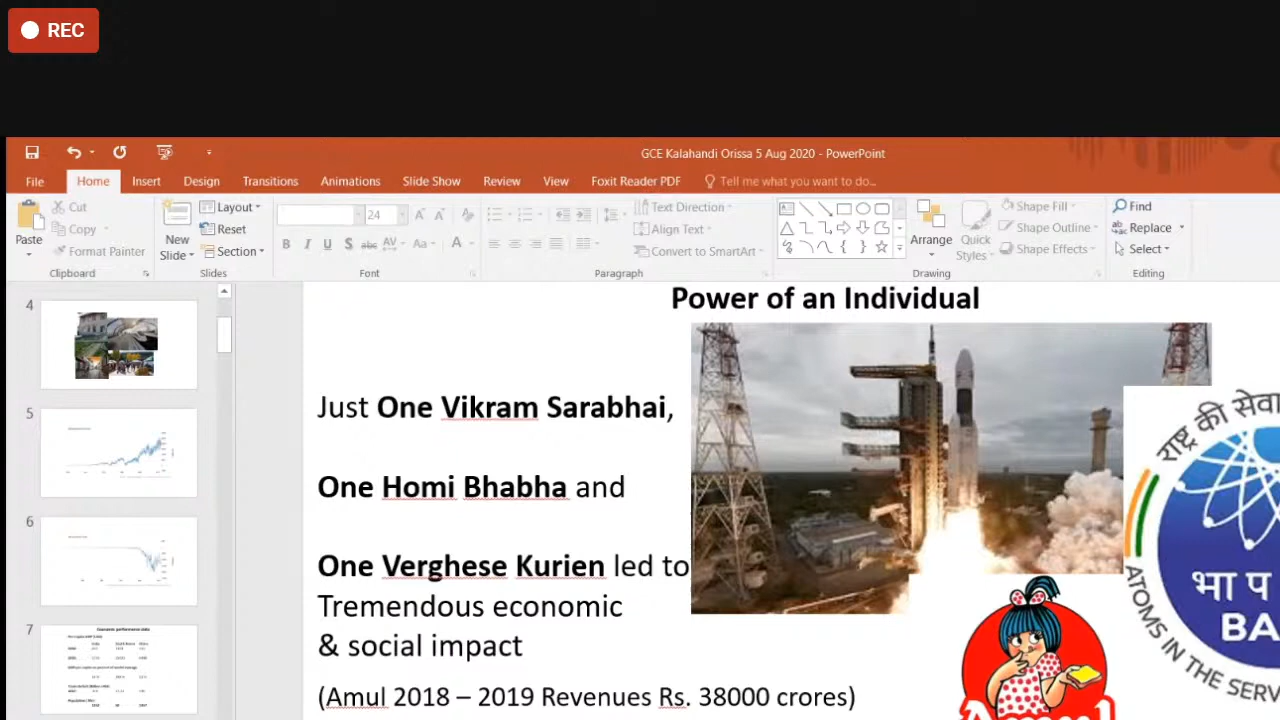 REC
GCE Kalahandi Orissa 5 Aug 2020 - PowerPoint
File Home Insert Design Transitions Animations Slide Show Review View Foxit Reader PDF Tell me what you want to do...
Cut
Copy
Format Painter
Paste
Clipboard
New Slide
Layout
Reset
Section
Slides
24
B I U S abc AV Aa A
Font
Text Direction
Align Text
Convert to SmartArt
Paragraph
Arrange
Quick Styles
Shape Fill
Shape Outline
Shape Effects
Drawing
Find
Replace
Select
Editing
4
5
6
7
Power of an Individual
Just One Vikram Sarabhai,
One Homi Bhabha and
One Verghese Kurien led to
Tremendous economic
& social impact
(Amul 2018 – 2019 Revenues Rs. 38000 crores)
राष्ट्र की सेवा
भा प
BA
ATOMS IN THE SERV
Amul